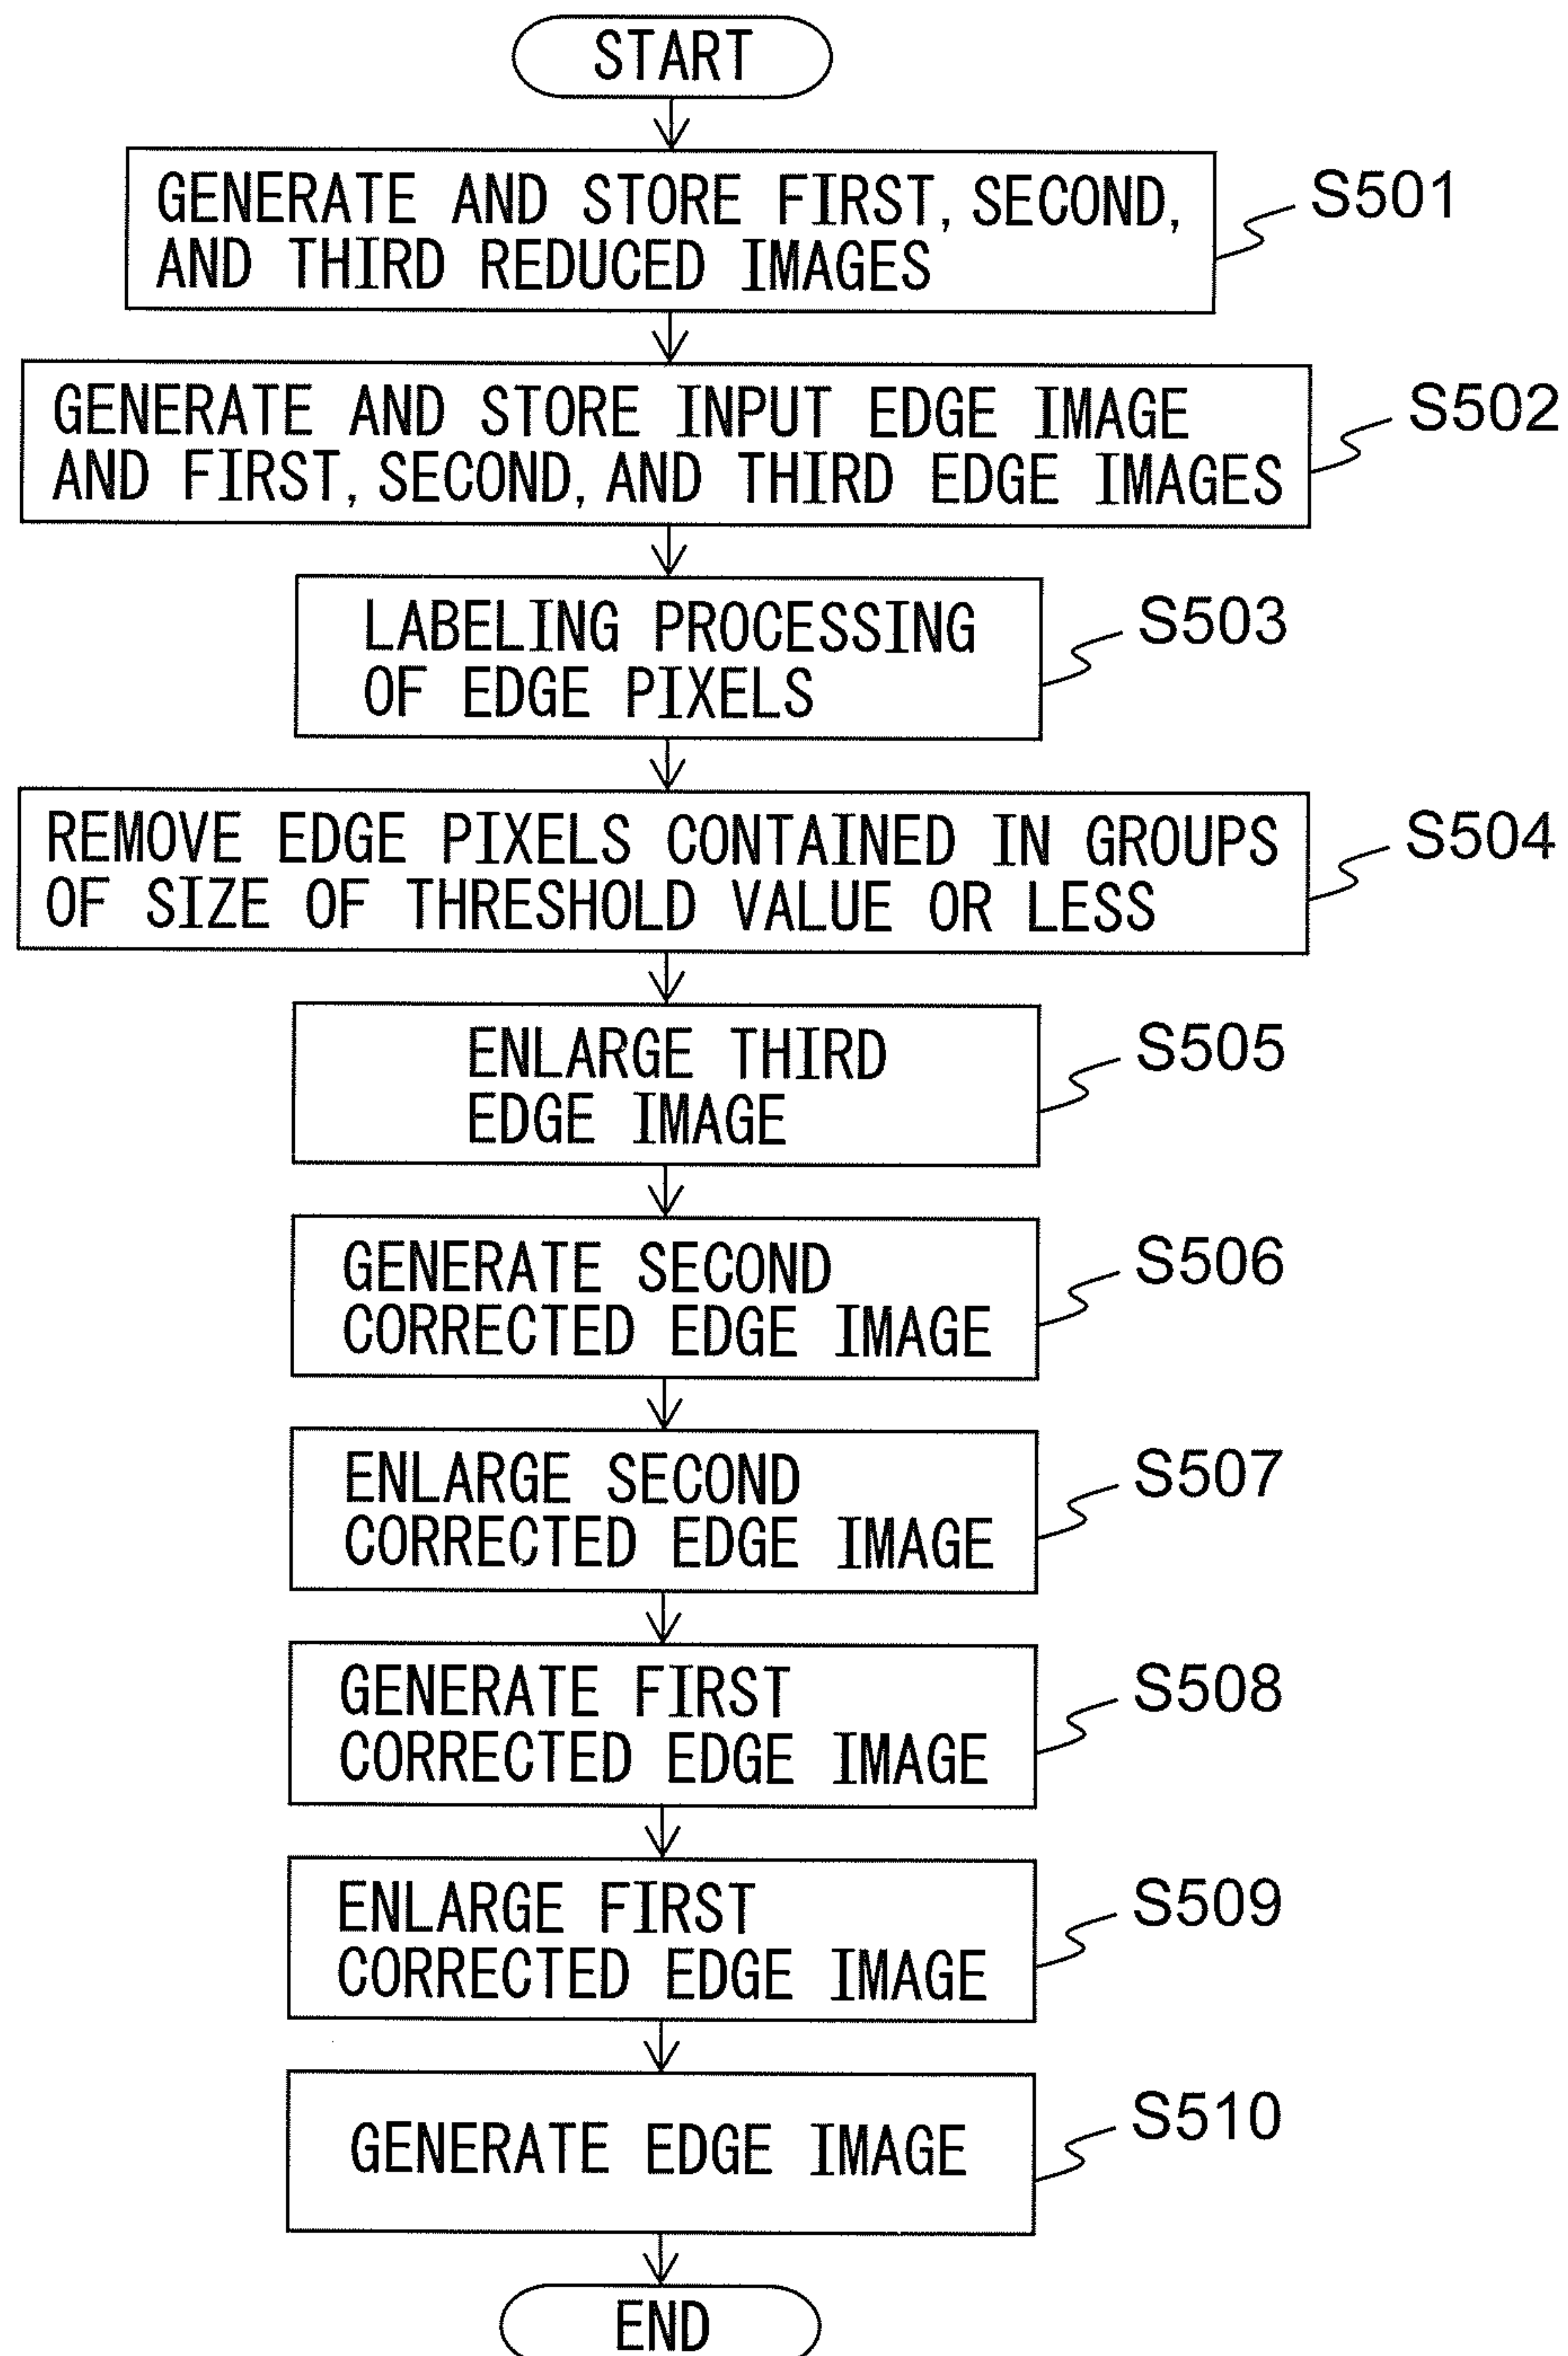 START
GENERATE AND STORE FIRST, SECOND,
AND THIRD REDUCED IMAGES
S501
GENERATE AND STORE INPUT EDGE IMAGE
AND FIRST, SECOND, AND THIRD EDGE IMAGES
S502
LABELING PROCESSING
OF EDGE PIXELS
S503
REMOVE EDGE PIXELS CONTAINED IN GROUPS
OF SIZE OF THRESHOLD VALUE OR LESS
S504
ENLARGE THIRD
EDGE IMAGE
S505
GENERATE SECOND
CORRECTED EDGE IMAGE
S506
ENLARGE SECOND
CORRECTED EDGE IMAGE
S507
GENERATE FIRST
CORRECTED EDGE IMAGE
S508
ENLARGE FIRST
CORRECTED EDGE IMAGE
S509
GENERATE EDGE IMAGE
S510
END